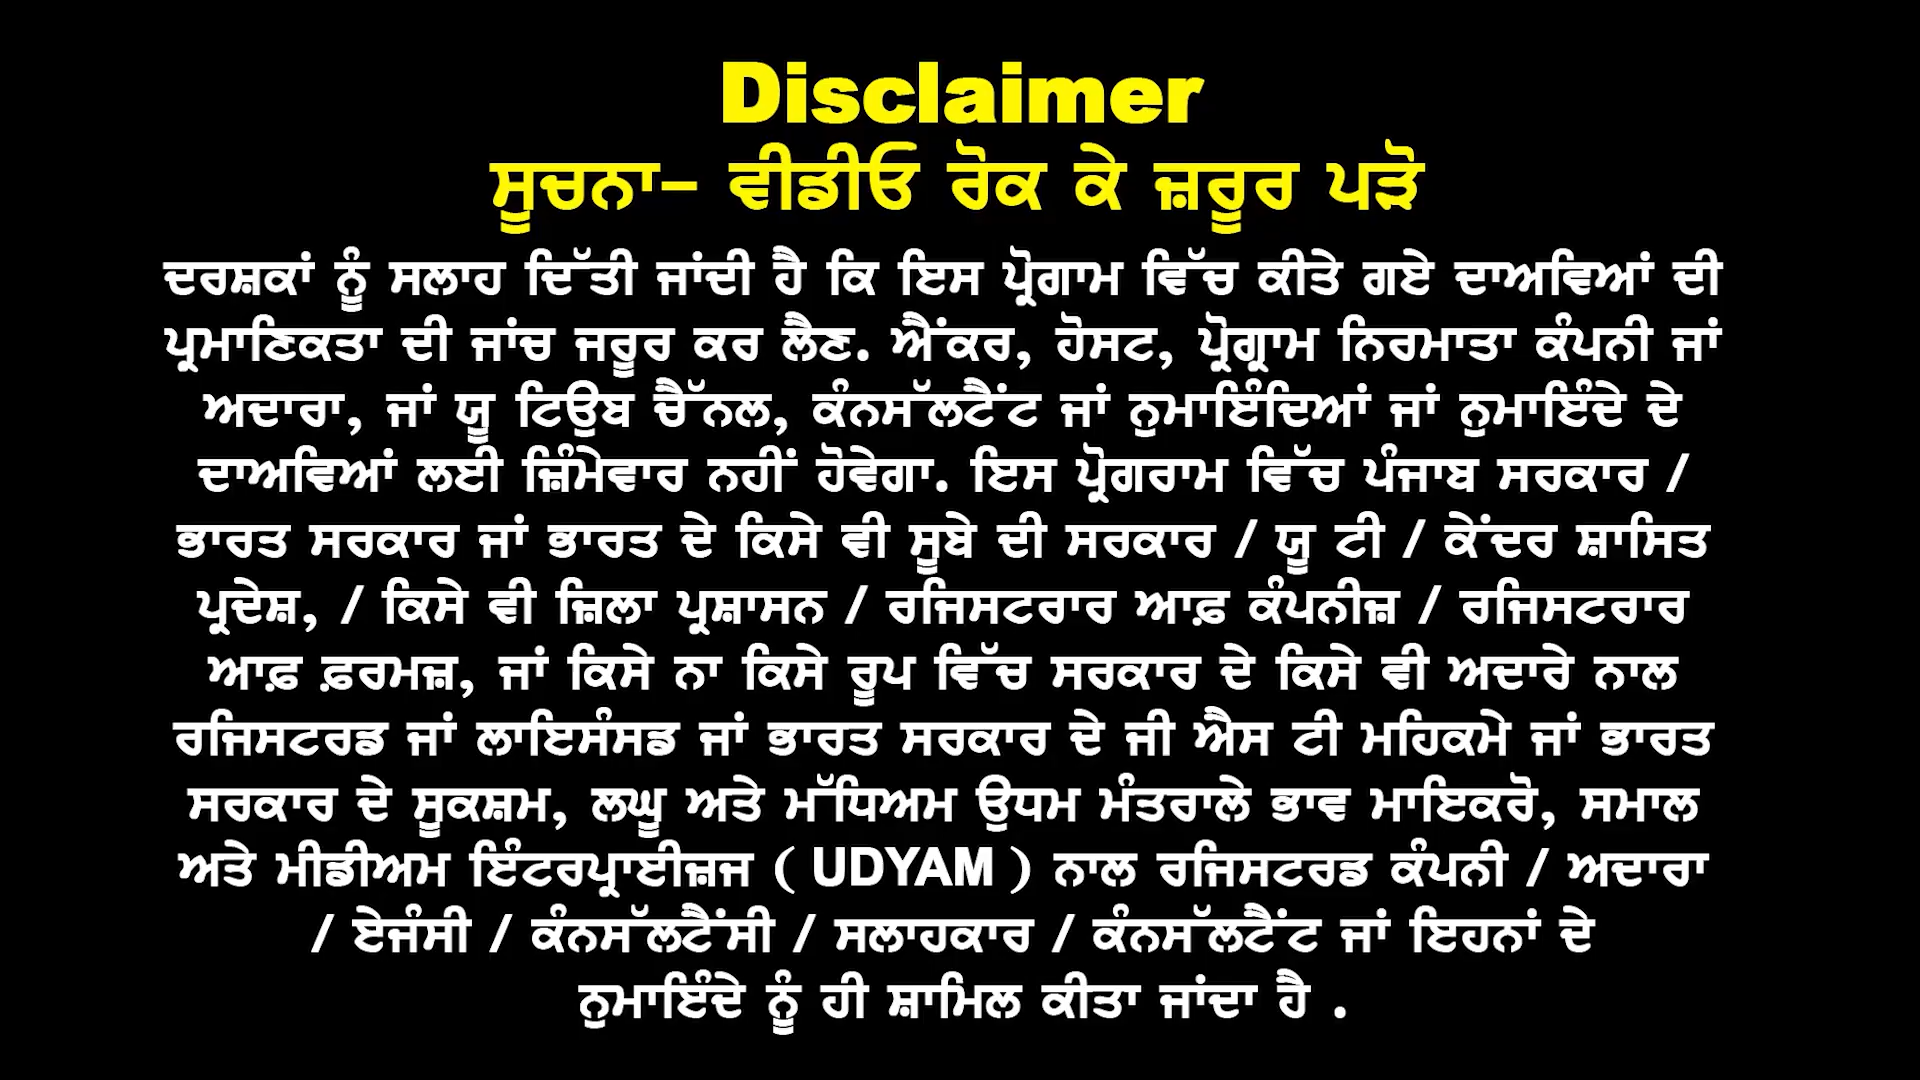 Disclaimer
ਸੂਚਨਾ- ਵੀਡੀਓ ਰੋਕ ਕੇ ਜ਼ਰੂਰ ਪੜੋ
ਦਰਸ਼ਕਾਂ ਨੂੰ ਸਲਾਹ ਦਿੱਤੀ ਜਾਂਦੀ ਹੈ ਕਿ ਇਸ ਪ੍ਰੋਗਾਮ ਵਿੱਚ ਕੀਤੇ ਗਏ ਦਾਅਵਿਆਂ ਦੀ
ਪ੍ਰਮਾਣਿਕਤਾ ਦੀ ਜਾਂਚ ਜਰੂਰ ਕਰ ਲੈਣ. ਐਂਕਰ, ਹੋਸਟ, ਪ੍ਰੋਗ੍ਰਾਮ ਨਿਰਮਾਤਾ ਕੰਪਨੀ ਜਾਂ
ਅਦਾਰਾ, ਜਾਂ ਯੂ ਟਿਉਬ ਚੈੱਨਲ, ਕੰਨਸੱਲਟੈਂਟ ਜਾਂ ਨੁਮਾਇੰਦਿਆਂ ਜਾਂ ਨੁਮਾਇੰਦੇ ਦੇ
ਦਾਅਵਿਆਂ ਲਈ ਜ਼ਿੰਮੇਵਾਰ ਨਹੀਂ ਹੋਵੇਗਾ. ਇਸ ਪ੍ਰੋਗਰਾਮ ਵਿੱਚ ਪੰਜਾਬ ਸਰਕਾਰ /
ਭਾਰਤ ਸਰਕਾਰ ਜਾਂ ਭਾਰਤ ਦੇ ਕਿਸੇ ਵੀ ਸੂਬੇ ਦੀ ਸਰਕਾਰ / ਯੂ ਟੀ / ਕੇਂਦਰ ਸ਼ਾਸਿਤ
ਪ੍ਰਦੇਸ਼, / ਕਿਸੇ ਵੀ ਜ਼ਿਲਾ ਪ੍ਰਸ਼ਾਸਨ / ਰਜਿਸਟਰਾਰ ਆਫ਼ ਕੰਪਨੀਜ਼ / ਰਜਿਸਟਰਾਰ
ਆਫ਼ ਫ਼ਰਮਜ਼, ਜਾਂ ਕਿਸੇ ਨਾ ਕਿਸੇ ਰੂਪ ਵਿੱਚ ਸਰਕਾਰ ਦੇ ਕਿਸੇ ਵੀ ਅਦਾਰੇ ਨਾਲ
ਰਜਿਸਟਰਡ ਜਾਂ ਲਾਇਸੰਸਡ ਜਾਂ ਭਾਰਤ ਸਰਕਾਰ ਦੇ ਜੀ ਐਸ ਟੀ ਮਹਿਕਮੇ ਜਾਂ ਭਾਰਤ
ਸਰਕਾਰ ਦੇ ਸੂਕਸ਼ਮ, ਲਘੂ ਅਤੇ ਮੱਧਿਅਮ ਉਧਮ ਮੰਤਰਾਲੇ ਭਾਵ ਮਾਇਕਰੋ, ਸਮਾਲ
ਅਤੇ ਮੀਡੀਅਮ ਇੰਟਰਪ੍ਰਾਈਜ਼ਜ ( UDYAM ) ਨਾਲ ਰਜਿਸਟਰਡ ਕੰਪਨੀ / ਅਦਾਰਾ
/ ਏਜੰਸੀ / ਕੰਨਸੱਲਟੈਂਸੀ / ਸਲਾਹਕਾਰ / ਕੰਨਸੱਲਟੈਂਟ ਜਾਂ ਇਹਨਾਂ ਦੇ
ਨੁਮਾਇੰਦੇ ਨੂੰ ਹੀ ਸ਼ਾਮਿਲ ਕੀਤਾ ਜਾਂਦਾ ਹੈ .